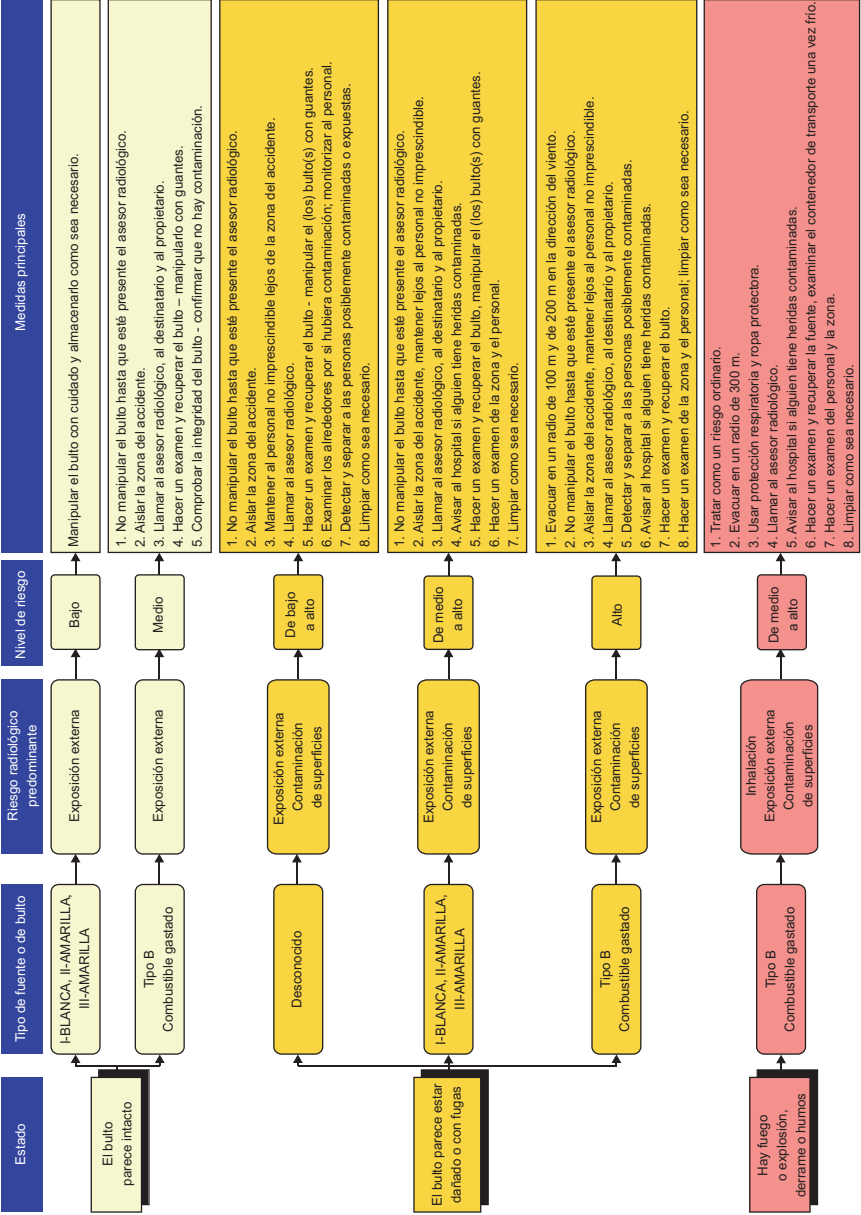 Estado
Tipo de fuente o de bulto
Riesgo radiológico
predominante
Nivel de riesgo
Medidas principales
El bulto
parece intacto
I-BLANCA, II-AMARILLA,
III-AMARILLA
Exposición externa
Bajo
Manipular el bulto con cuidado y almacenarlo como sea necesario.
Tipo B
Combustible gastado
Exposición externa
Medio
1. No manipular el bulto hasta que esté presente el asesor radiológico.
2. Aislar la zona del accidente.
3. Llamar al asesor radiológico, al destinatario y al propietario.
4. Hacer un examen y recuperar el bulto – manipularlo con guantes.
5. Comprobar la integridad del bulto - confirmar que no hay contaminación.
El bulto parece estar
dañado o con fugas
Desconocido
Exposición externa
Contaminación
de superficies
De bajo
a alto
1. No manipular el bulto hasta que esté presente el asesor radiológico.
2. Aislar la zona del accidente.
3. Mantener al personal no imprescindible lejos de la zona del accidente.
4. Llamar al asesor radiológico.
5. Hacer un examen y recuperar el bulto - manipular el (los) bulto(s) con guantes.
6. Examinar los alrededores por si hubiera contaminación; monitorizar al personal.
7. Detectar y separar a las personas posiblemente contaminadas o expuestas.
8. Limpiar como sea necesario.
I-BLANCA, II-AMARILLA,
III-AMARILLA
Exposición externa
Contaminación
de superficies
De medio
a alto
1. No manipular el bulto hasta que esté presente el asesor radiológico.
2. Aislar la zona del accidente, mantener lejos al personal no imprescindible.
3. Llamar al asesor radiológico, al destinatario y al propietario.
4. Avisar al hospital si alguien tiene heridas contaminadas.
5. Hacer un examen y recuperar el bulto, manipular el (los) bulto(s) con guantes.
6. Hacer un examen de la zona y el personal.
7. Limpiar como sea necesario.
Tipo B
Combustible gastado
Exposición externa
Contaminación
de superficies
Alto
1. Evacuar en un radio de 100 m y de 200 m en la dirección del viento.
2. No manipular el bulto hasta que esté presente el asesor radiológico.
3. Aislar la zona del accidente, mantener lejos al personal no imprescindible.
4. Llamar al asesor radiológico, al destinatario y al propietario.
5. Detectar y separar a las personas posiblemente contaminadas.
6. Avisar al hospital si alguien tiene heridas contaminadas.
7. Hacer un examen y recuperar el bulto.
8. Hacer un examen de la zona y el personal; limpiar como sea necesario.
Hay fuego
o explosión,
derrame o humos
Tipo B
Combustible gastado
Inhalación
Exposición externa
Contaminación
de superficies
De medio
a alto
1. Tratar como un riesgo ordinario.
2. Evacuar en un radio de 300 m.
3. Usar protección respiratoria y ropa protectora.
4. Llamar al asesor radiológico.
5. Avisar al hospital si alguien tiene heridas contaminadas.
6. Hacer un examen y recuperar la fuente, examinar el contenedor de transporte una vez frío.
7. Hacer un examen del personal y la zona.
8. Limpiar como sea necesario.